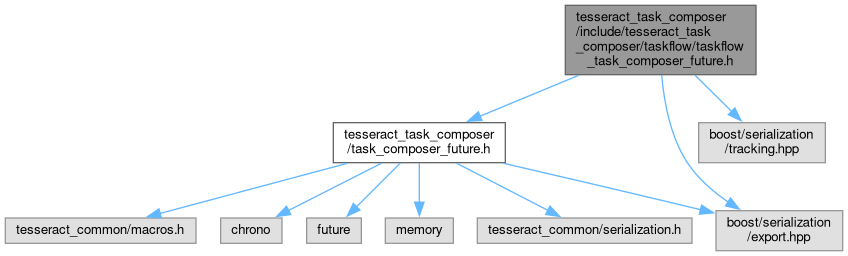 tesseract_task_composer
/include/tesseract_task
_composer/taskflow/taskflow
_task_composer_future.h
tesseract_task_composer
/task_composer_future.h
boost/serialization
/tracking.hpp
tesseract_common/macros.h
chrono
future
memory
tesseract_common/serialization.h
boost/serialization
/export.hpp